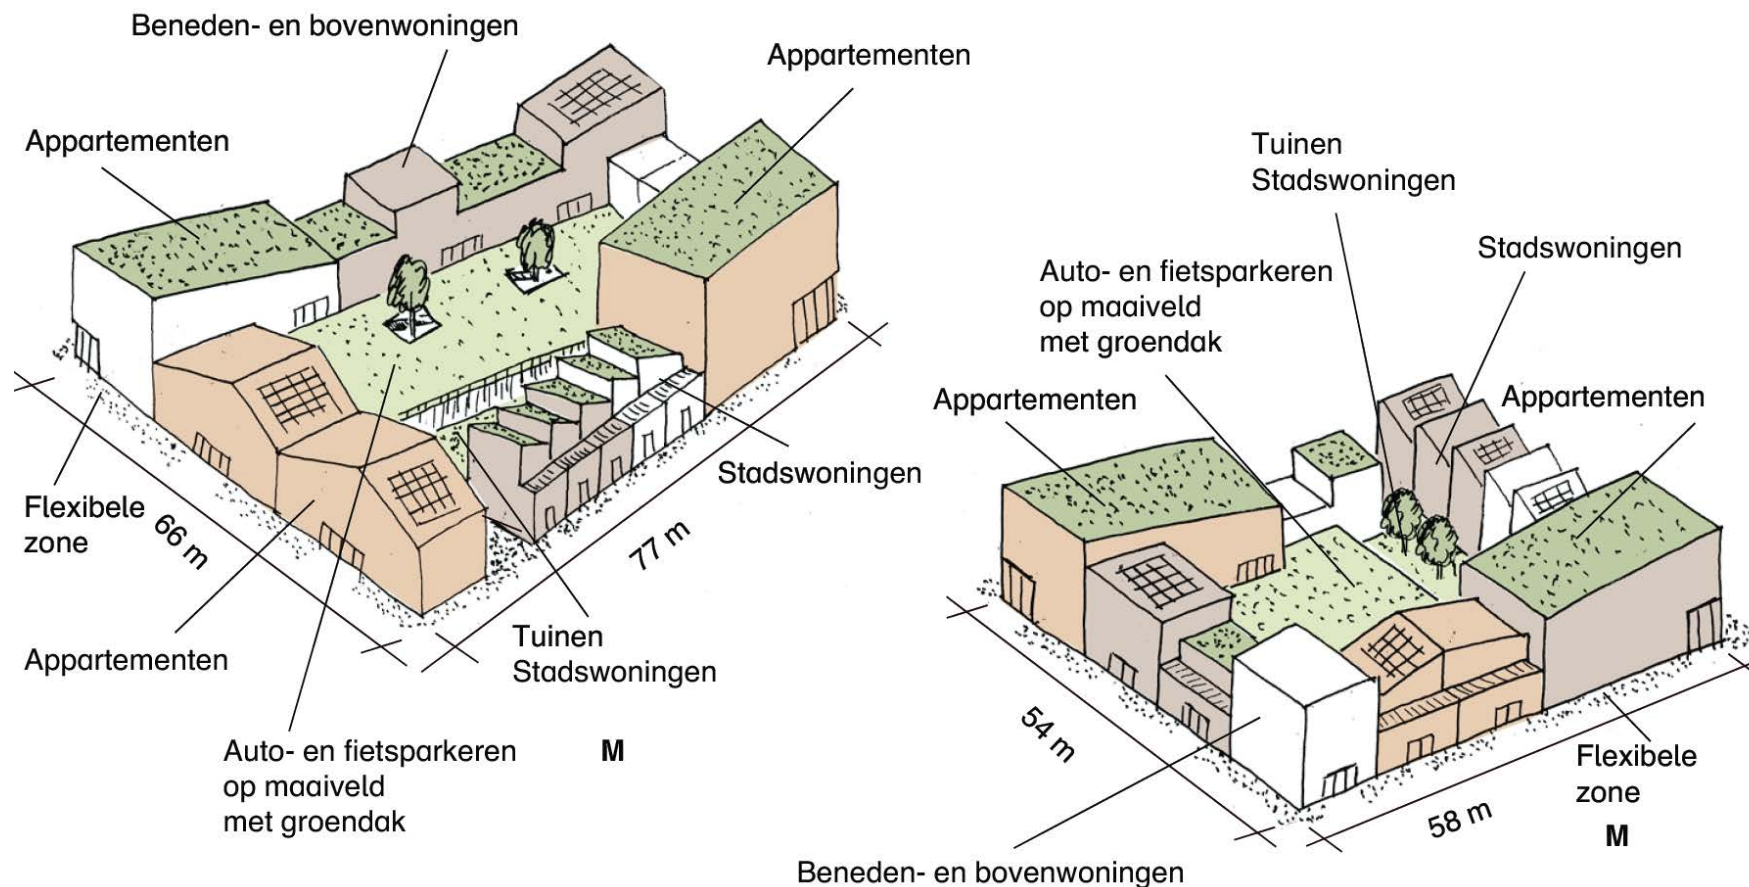 Beneden- en bovenwoningen
Appartementen
Appartementen
Flexibele
zone
66 m
77 m
Stadswoningen
Appartementen
Tuinen
Stadswoningen
Auto- en fietsparkeren
op maaiveld
met groendak
M
Tuinen
Stadswoningen
Stadswoningen
Auto- en fietsparkeren
op maaiveld
met groendak
Appartementen
Appartementen
54 m
58 m
Flexibele
zone
M
Beneden- en bovenwoningen